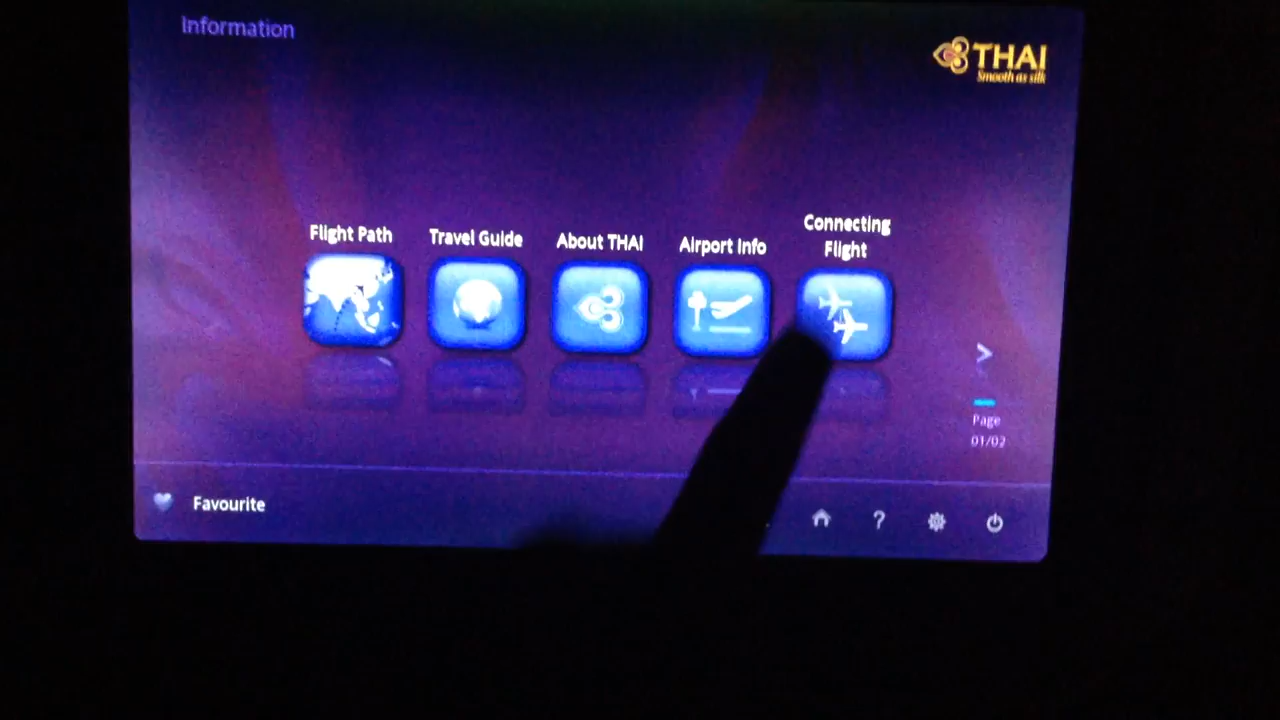 Information
THAI
Smooth as silk
Flight Path
Travel Guide
About THAI
Airport Info
Connecting
Flight
>
Page
01/02
Favourite
?